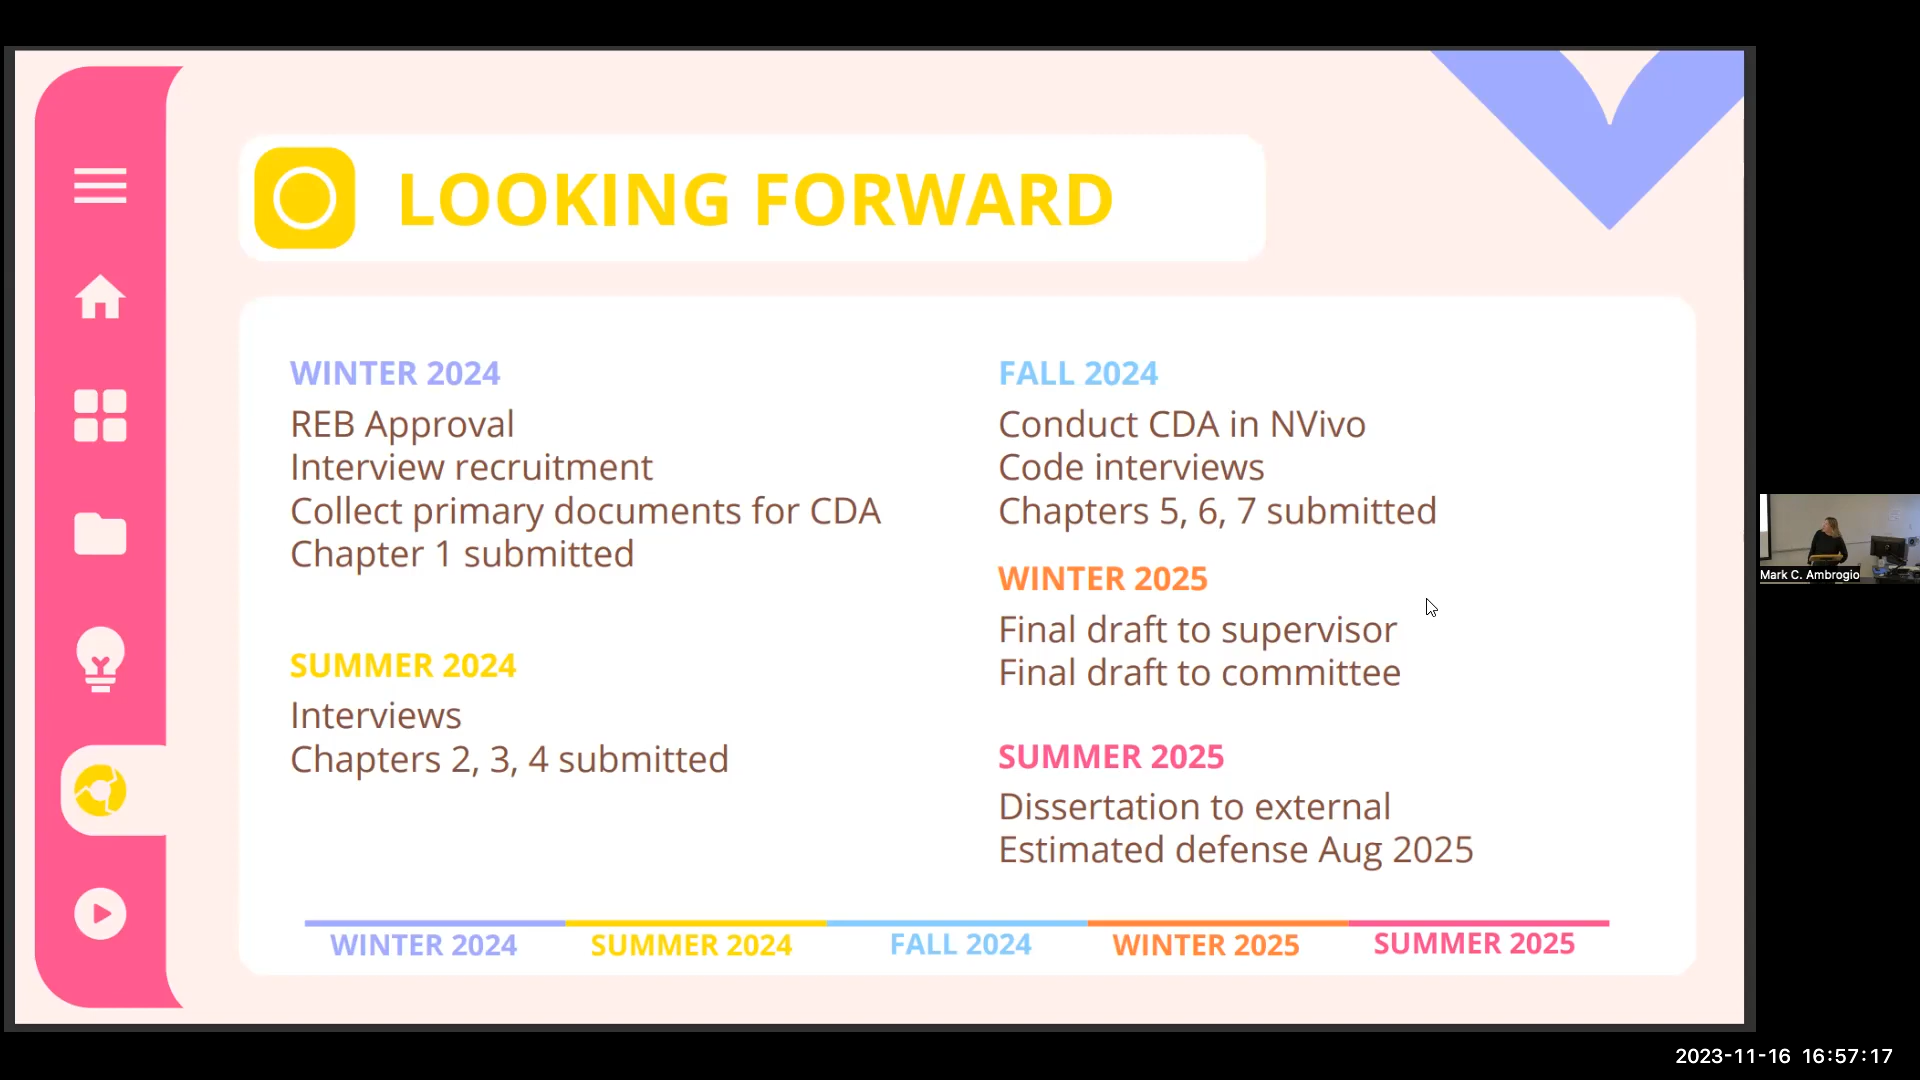 LOOKING FORWARD
WINTER 2024
REB Approval
Interview recruitment
Collect primary documents for CDA
Chapter 1 submitted
SUMMER 2024
Interviews
Chapters 2, 3, 4 submitted
FALL 2024
Conduct CDA in NVivo
Code interviews
Chapters 5, 6, 7 submitted
WINTER 2025
Final draft to supervisor
Final draft to committee
SUMMER 2025
Dissertation to external
Estimated defense Aug 2025
WINTER 2024
SUMMER 2024
FALL 2024
WINTER 2025
SUMMER 2025
Mark C. Ambrogio
2023-11-16 16:57:17